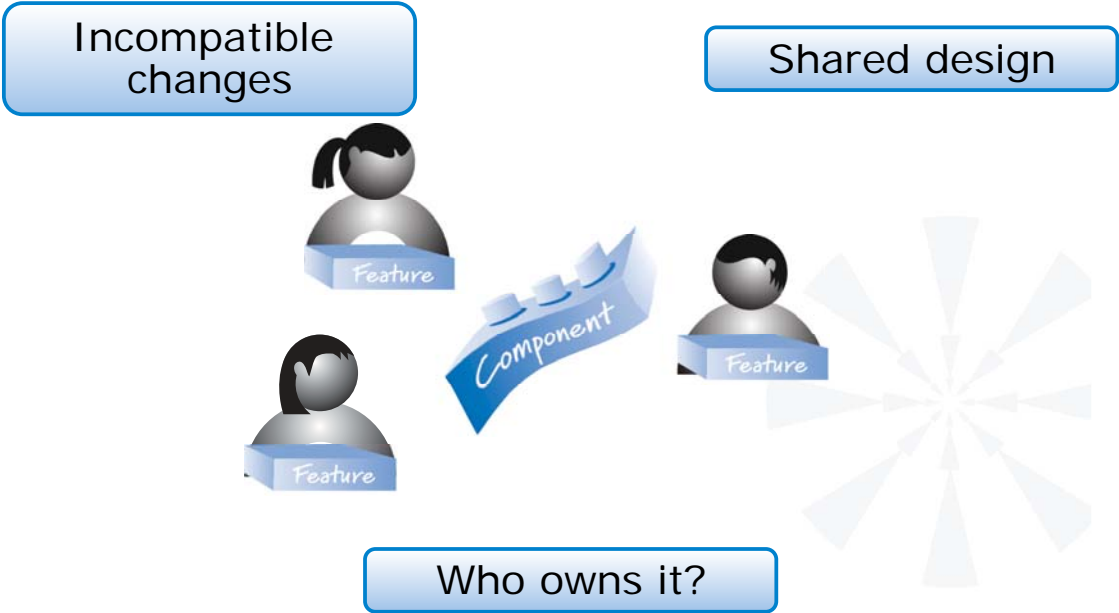 Incompatible
changes
Shared design
Feature
Component
Feature
Feature
Who owns it?